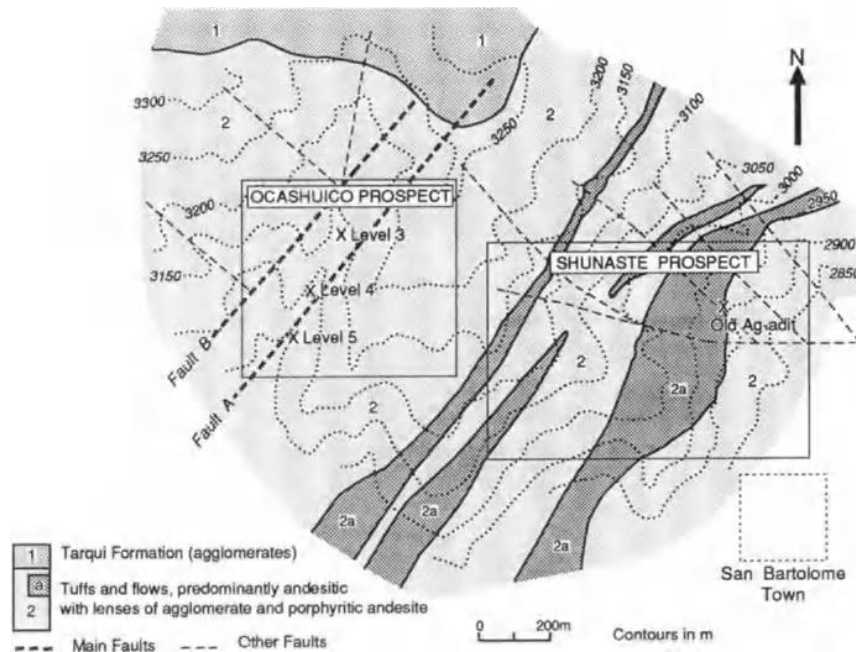 1
1
N
3300
2
3250
3200
3150
3250
2
3200
3150
3100
3050
3000
2950
2900
2850
OCASHUICO PROSPECT
X Level 3
X Level 4
X Level 5
SHUNASTE PROSPECT
X
Old Ag-adit
Fault B
Fault A
2
2
2a
2a
2a
2a
1 Tarqui Formation (agglomerates)
a Tuffs and flows, predominantly andesitic
2 with lenses of agglomerate and porphyritic andesite
Main Faults
Other Faults
0 200m
Contours in m
San Bartolome
Town